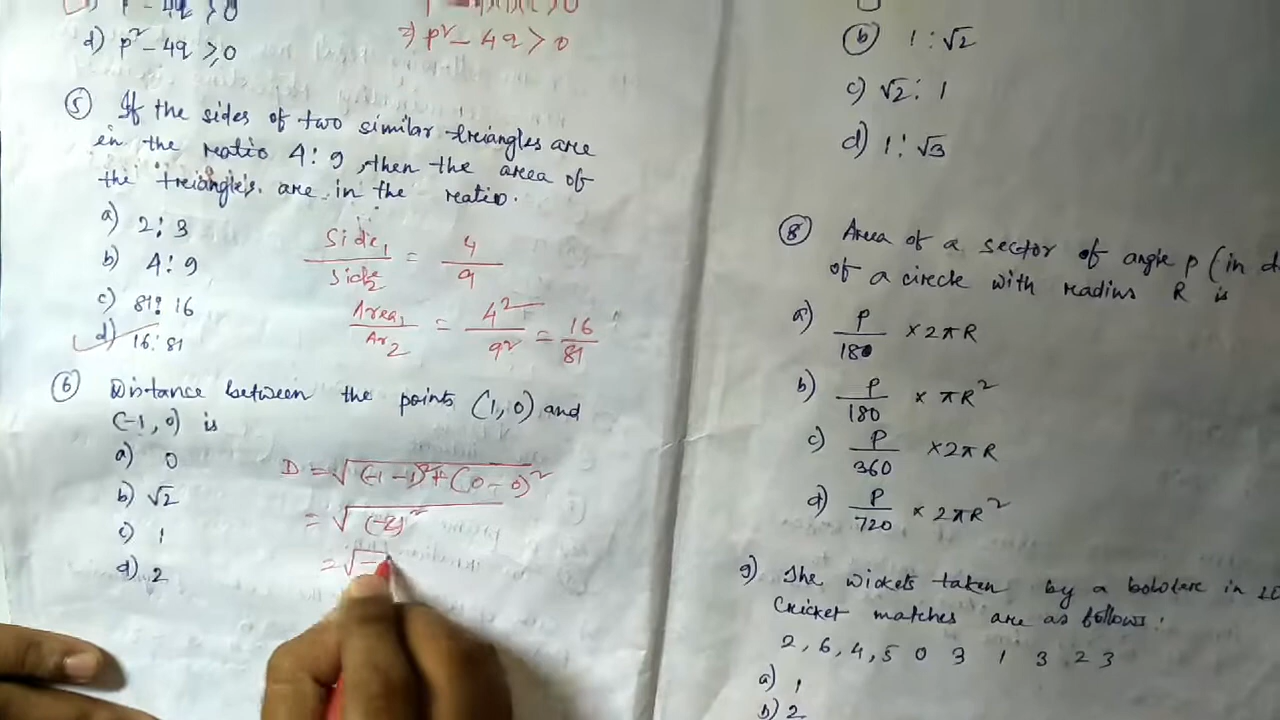 d) p² - 4q ≥ 0
⇒ p² - 4q > 0
⑤ If the sides of two similar treiangles are
in the reatio 4:9, then the area of
the treiangles. are in the reatio.
a) 2:3
b) 4:9
c) 81:16
d) 16:81
Side₁/Side₂ = 4/9
Area₁/Ar₂ = 4²/9² = 16/81
⑥ Distance between the points (1,0) and
(-1,0) is
a) 0
b) √2
c) 1
d) 2
D = √(-1-1)²+(0-0)²
= √(-2)²
b) 1:√2
c) √2:1
d) 1:√3
⑧ Area of a sector of angle p (in d
of a circle with readius R is
a) P/180 × 2πR
b) P/180 × πR²
c) P/360 × 2πR
d) P/720 × 2πR²
9) The wickets taken by a bowler in 10
Cricket matches are as follows:
2, 6, 4, 5 0 3 1 3 2 3
a) 1
b) 2